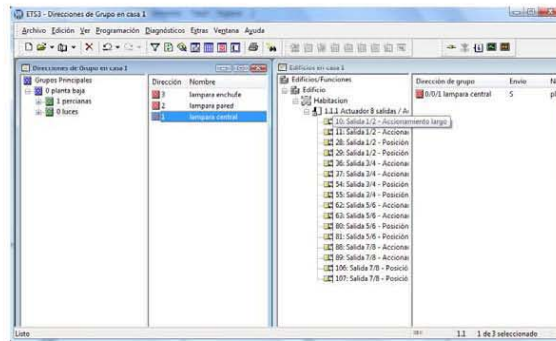 ETS3 - Direcciones de Grupo en casa 1
Archivo Edición Ver Programación Diagnósticos Extras Ventana Ayuda
Direcciones de Grupo en casa 1
Grupos Principales
0 planta baja
1 percianas
0 luces
Dirección Nombre
3 lampara enchufe
2 lampara pared
1 lampara central
Edificios en casa 1
Edificios/Funciones
Edificio
Habitacion
1.1.1 Actuador 8 salidas / A
10: Salida 1/2 - Accionamiento largo
11: Salida 1/2 - Acciona
28: Salida 1/2 - Posición
29: Salida 1/2 - Posición
36: Salida 3/4 - Acciona
37: Salida 3/4 - Acciona
54: Salida 3/4 - Posición
55: Salida 3/4 - Posición
62: Salida 5/6 - Acciona
63: Salida 5/6 - Acciona
80: Salida 5/6 - Posición
81: Salida 5/6 - Posición
88: Salida 7/8 - Acciona
89: Salida 7/8 - Acciona
106: Salida 7/8 - Posició
107: Salida 7/8 - Posició
Dirección de grupo Envío N
0/0/1 lampara central S pl
Listo
1.1 1 de 3 seleccionado